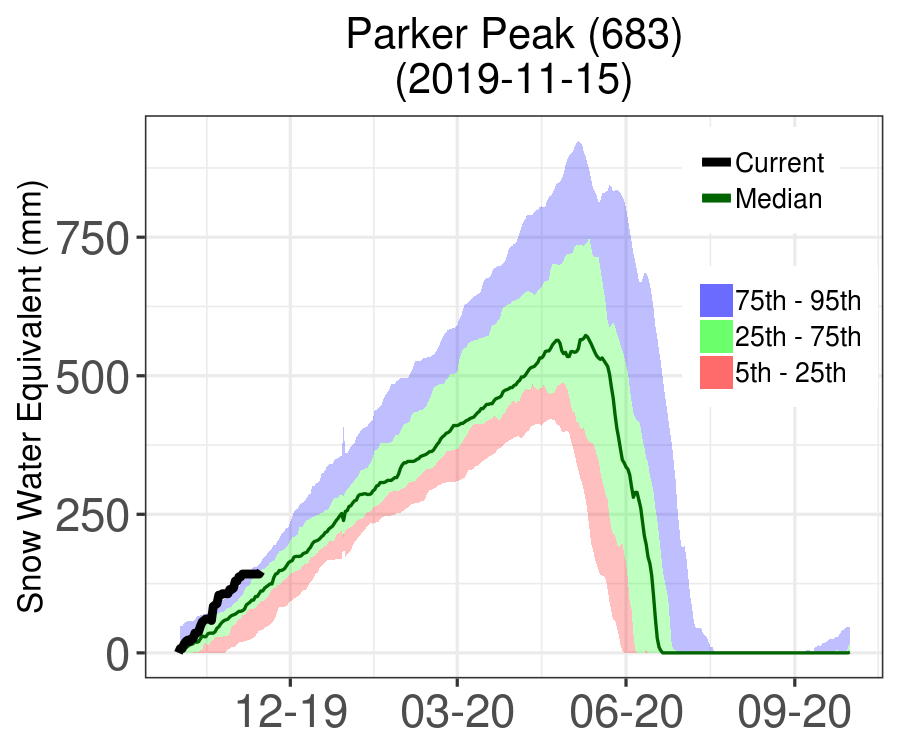 Parker Peak (683)
(2019-11-15)
Snow Water Equivalent (mm)
750
500
250
0
12-19
03-20
06-20
09-20
Current
Median
75th - 95th
25th - 75th
5th - 25th